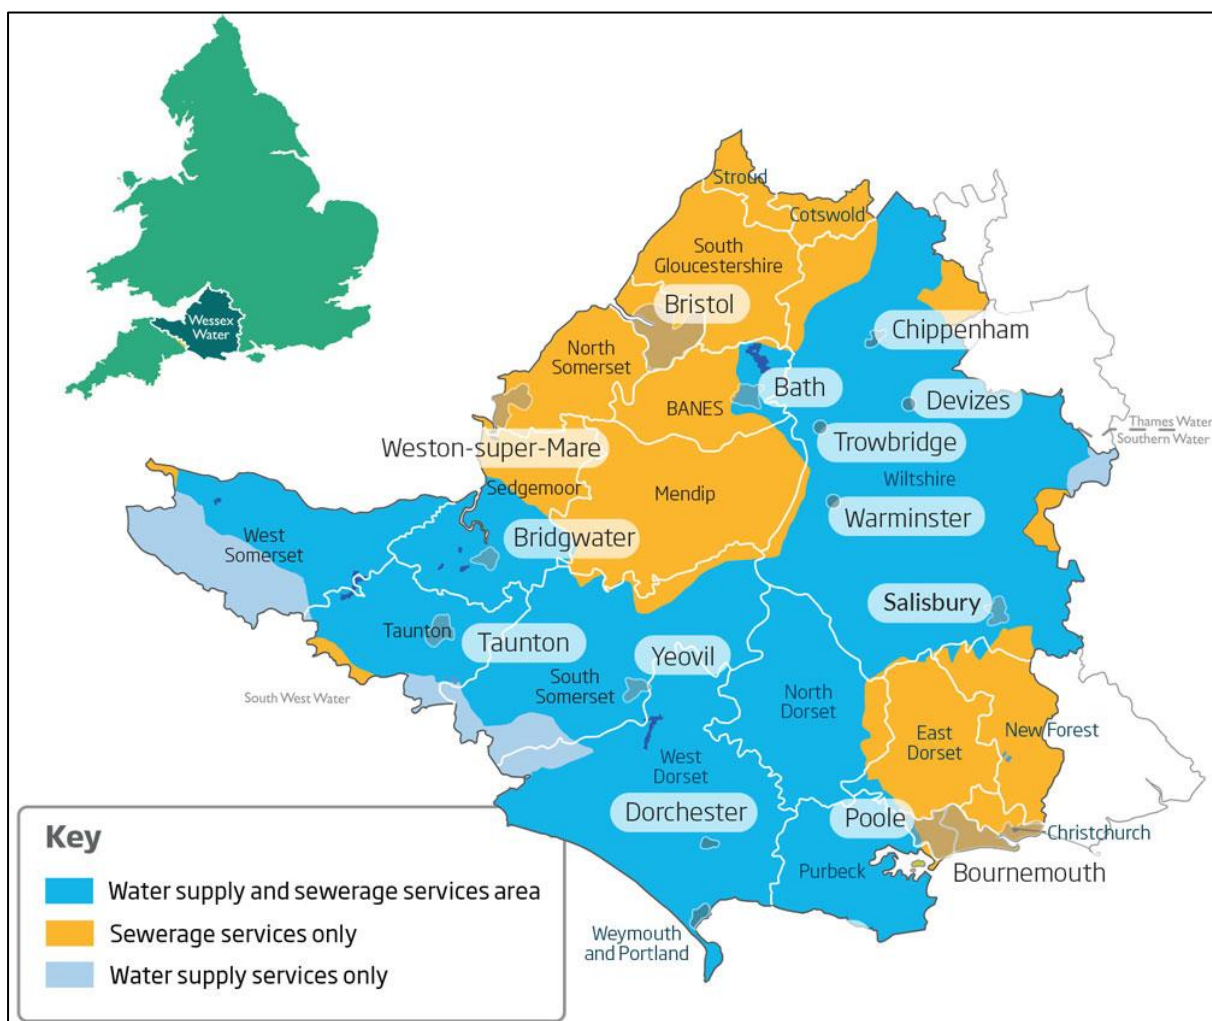 Wessex
Water
Stroud
Cotswold
South
Gloucestershire
Bristol
Chippenham
North
Somerset
Bath
BANES
Devizes
Trowbridge
Thames Water
Southern Water
Weston-super-Mare
Sedgemoor
Mendip
Wiltshire
Warminster
West
Somerset
Bridgwater
Salisbury
Taunton
Taunton
Yeovil
South West Water
South
Somerset
North
Dorset
East
Dorset
New Forest
West
Dorset
Dorchester
Poole
Christchurch
Purbeck
Bournemouth
Weymouth
and Portland
Key
Water supply and sewerage services area
Sewerage services only
Water supply services only